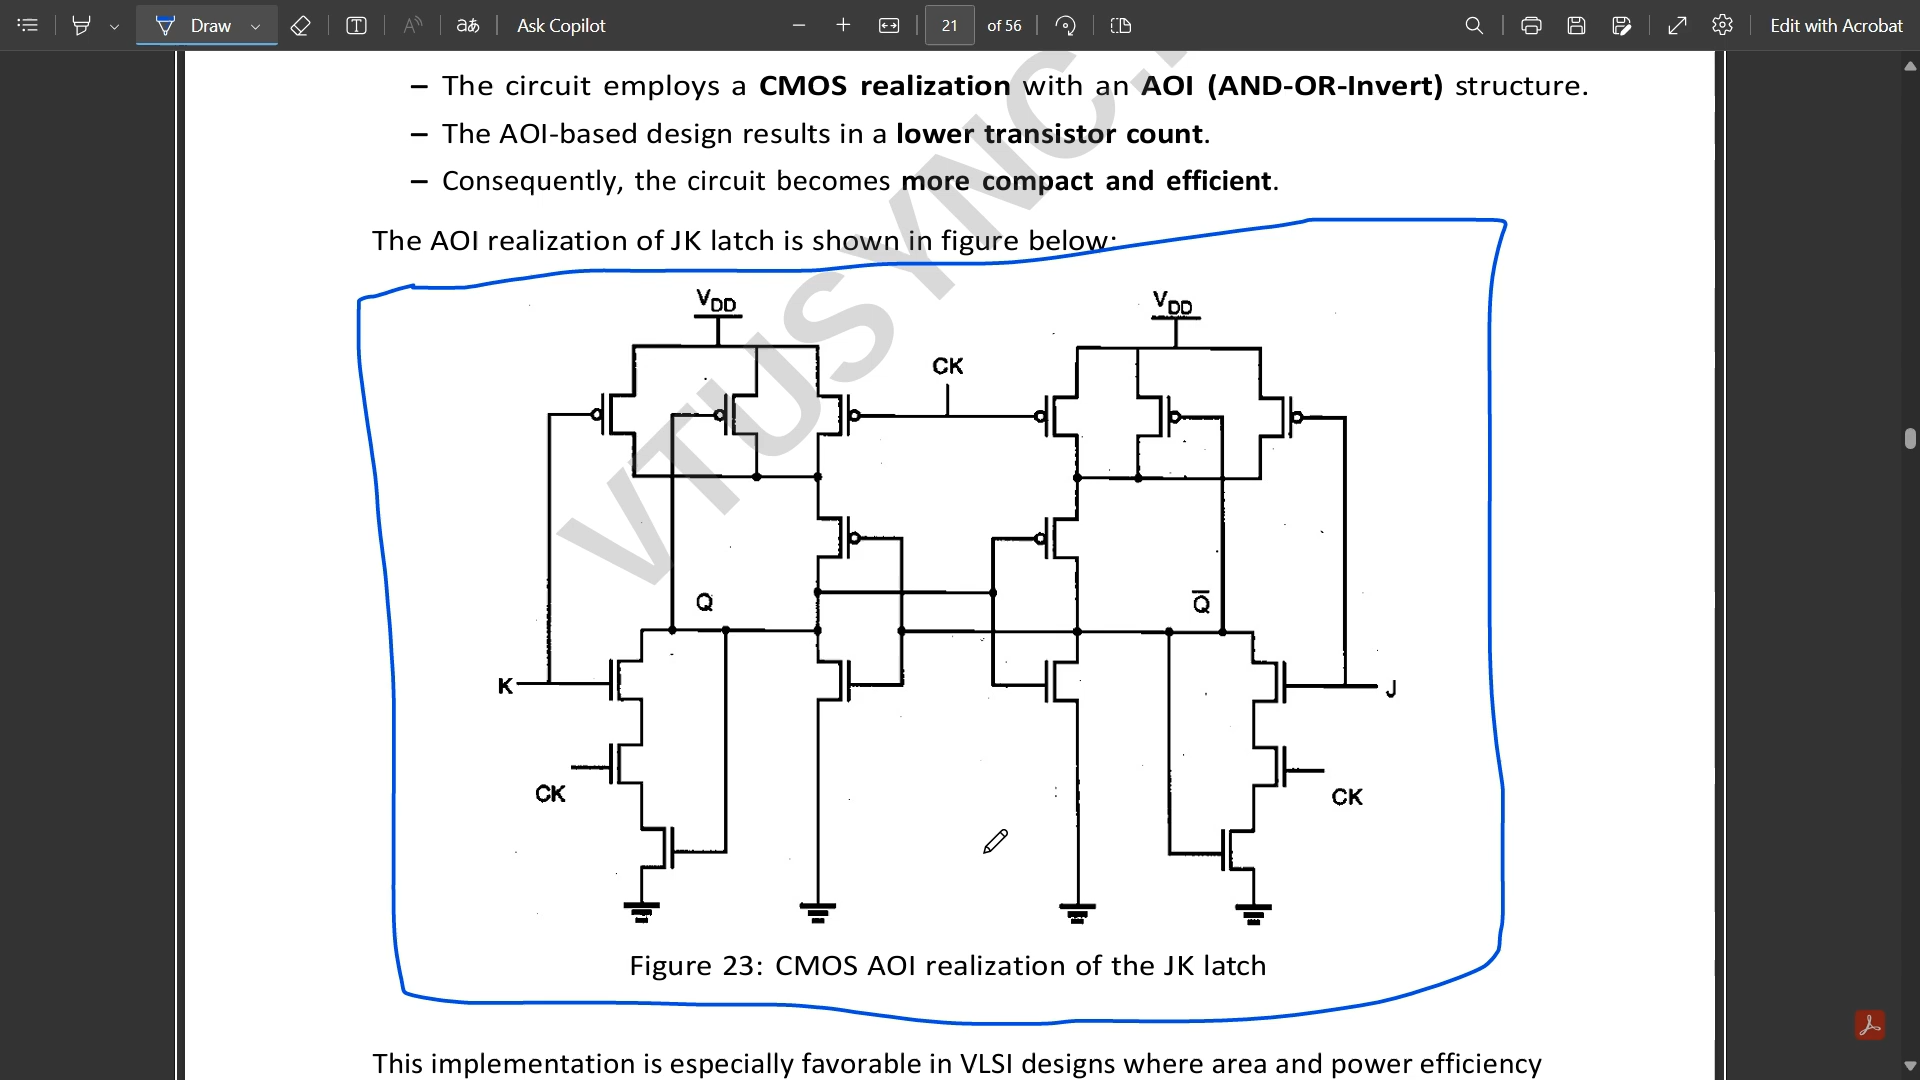 Draw
Ask Copilot
21 of 56
Edit with Acrobat
– The circuit employs a CMOS realization with an AOI (AND-OR-Invert) structure.
– The AOI-based design results in a lower transistor count.
– Consequently, the circuit becomes more compact and efficient.
The AOI realization of JK latch is shown in figure below:
VTUSYNC.
VDD
VDD
CK
Q
Q̅
K
J
CK
CK
Figure 23: CMOS AOI realization of the JK latch
This implementation is especially favorable in VLSI designs where area and power efficiency